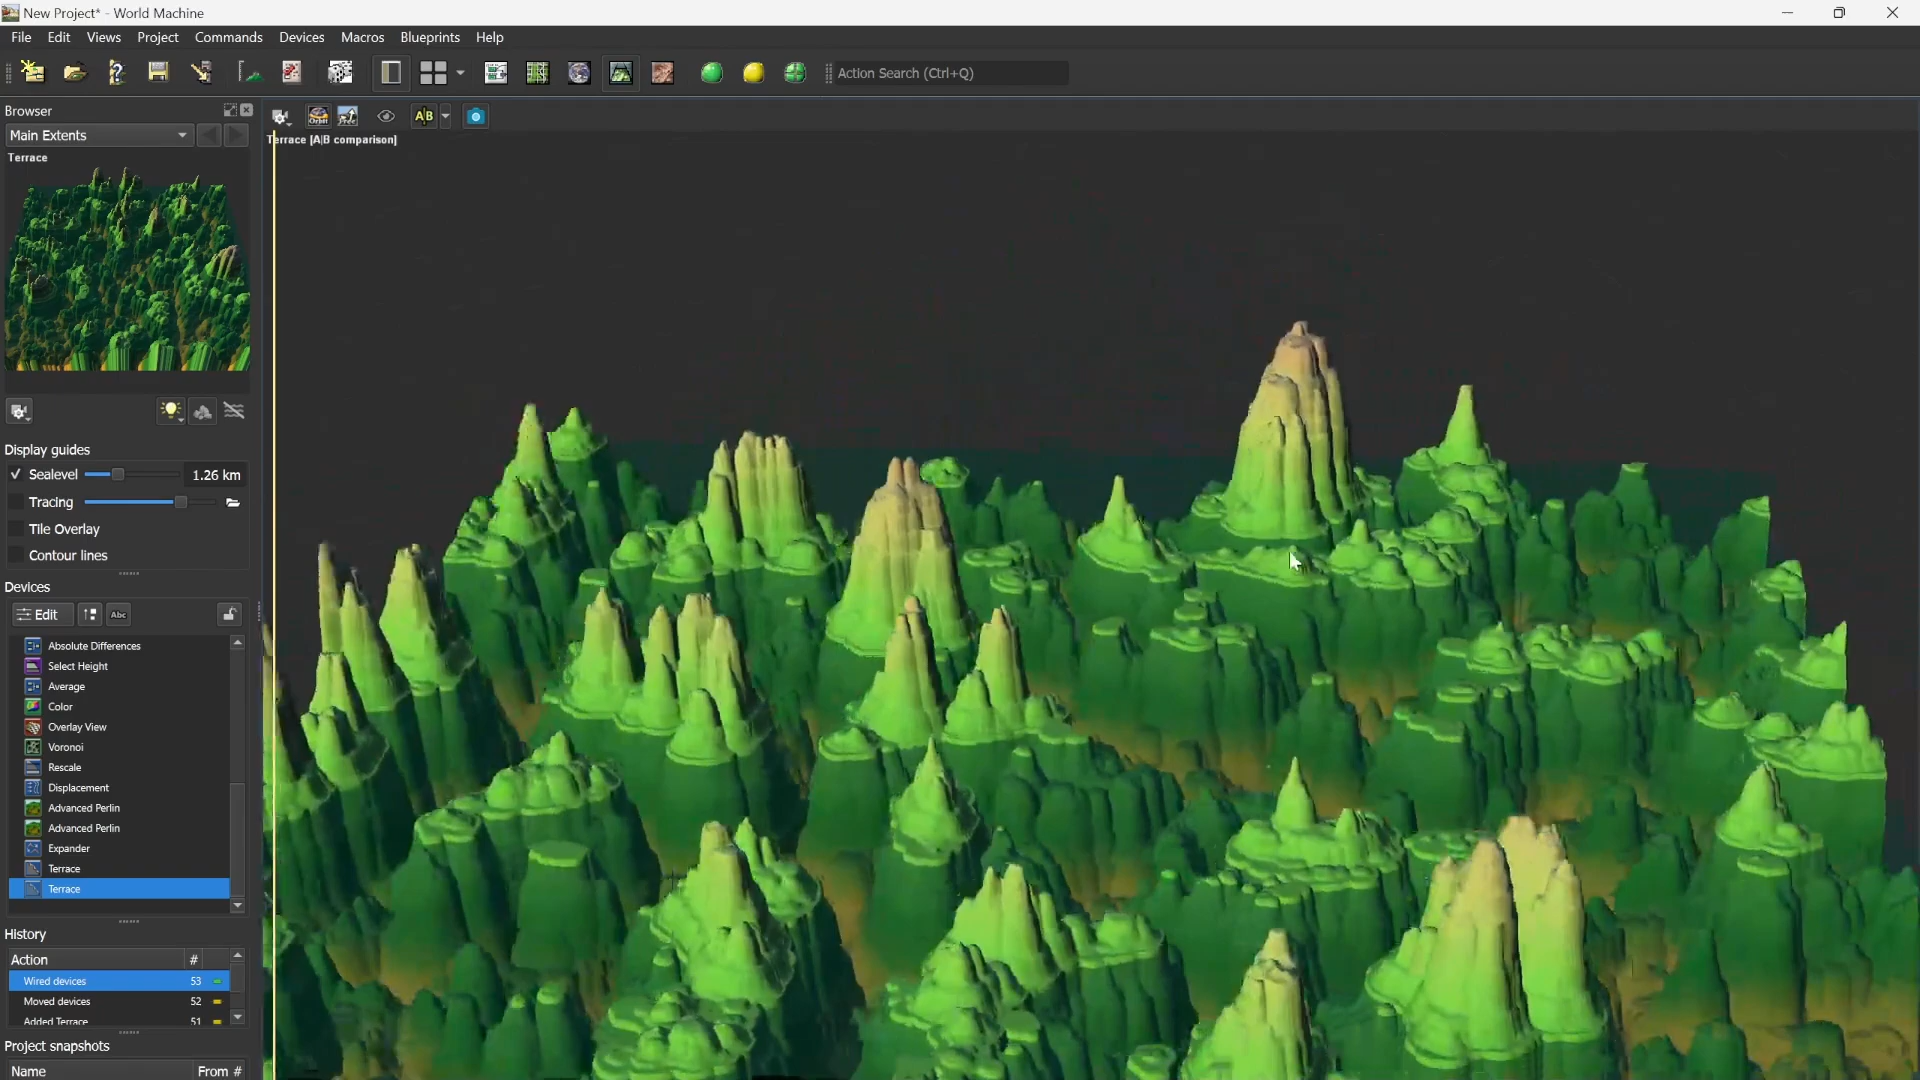 New Project* - World Machine
File Edit Views Project Commands Devices Macros Blueprints Help
Action Search (Ctrl+Q)
Browser
Main Extents
Terrace
A|B
Terrace [A|B comparison]
Display guides
Sealevel 1.26 km
Tracing
Tile Overlay
Contour lines
Devices
Edit Abc
Absolute Differences
Select Height
Average
Color
Overlay View
Voronoi
Rescale
Displacement
Advanced Perlin
Advanced Perlin
Expander
Terrace
Terrace
History
Action #
Wired devices 53
Moved devices 52
Added Terrace 51
Project snapshots
Name From #